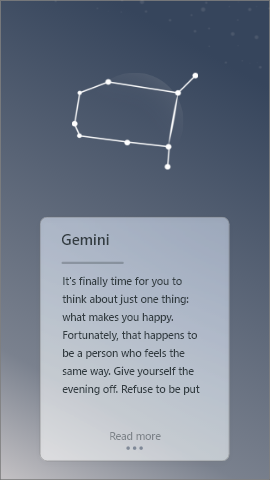 Gemini
It's finally time for you to
think about just one thing:
what makes you happy.
Fortunately, that happens to
be a person who feels the
same way. Give yourself the
evening off. Refuse to be put
Read more